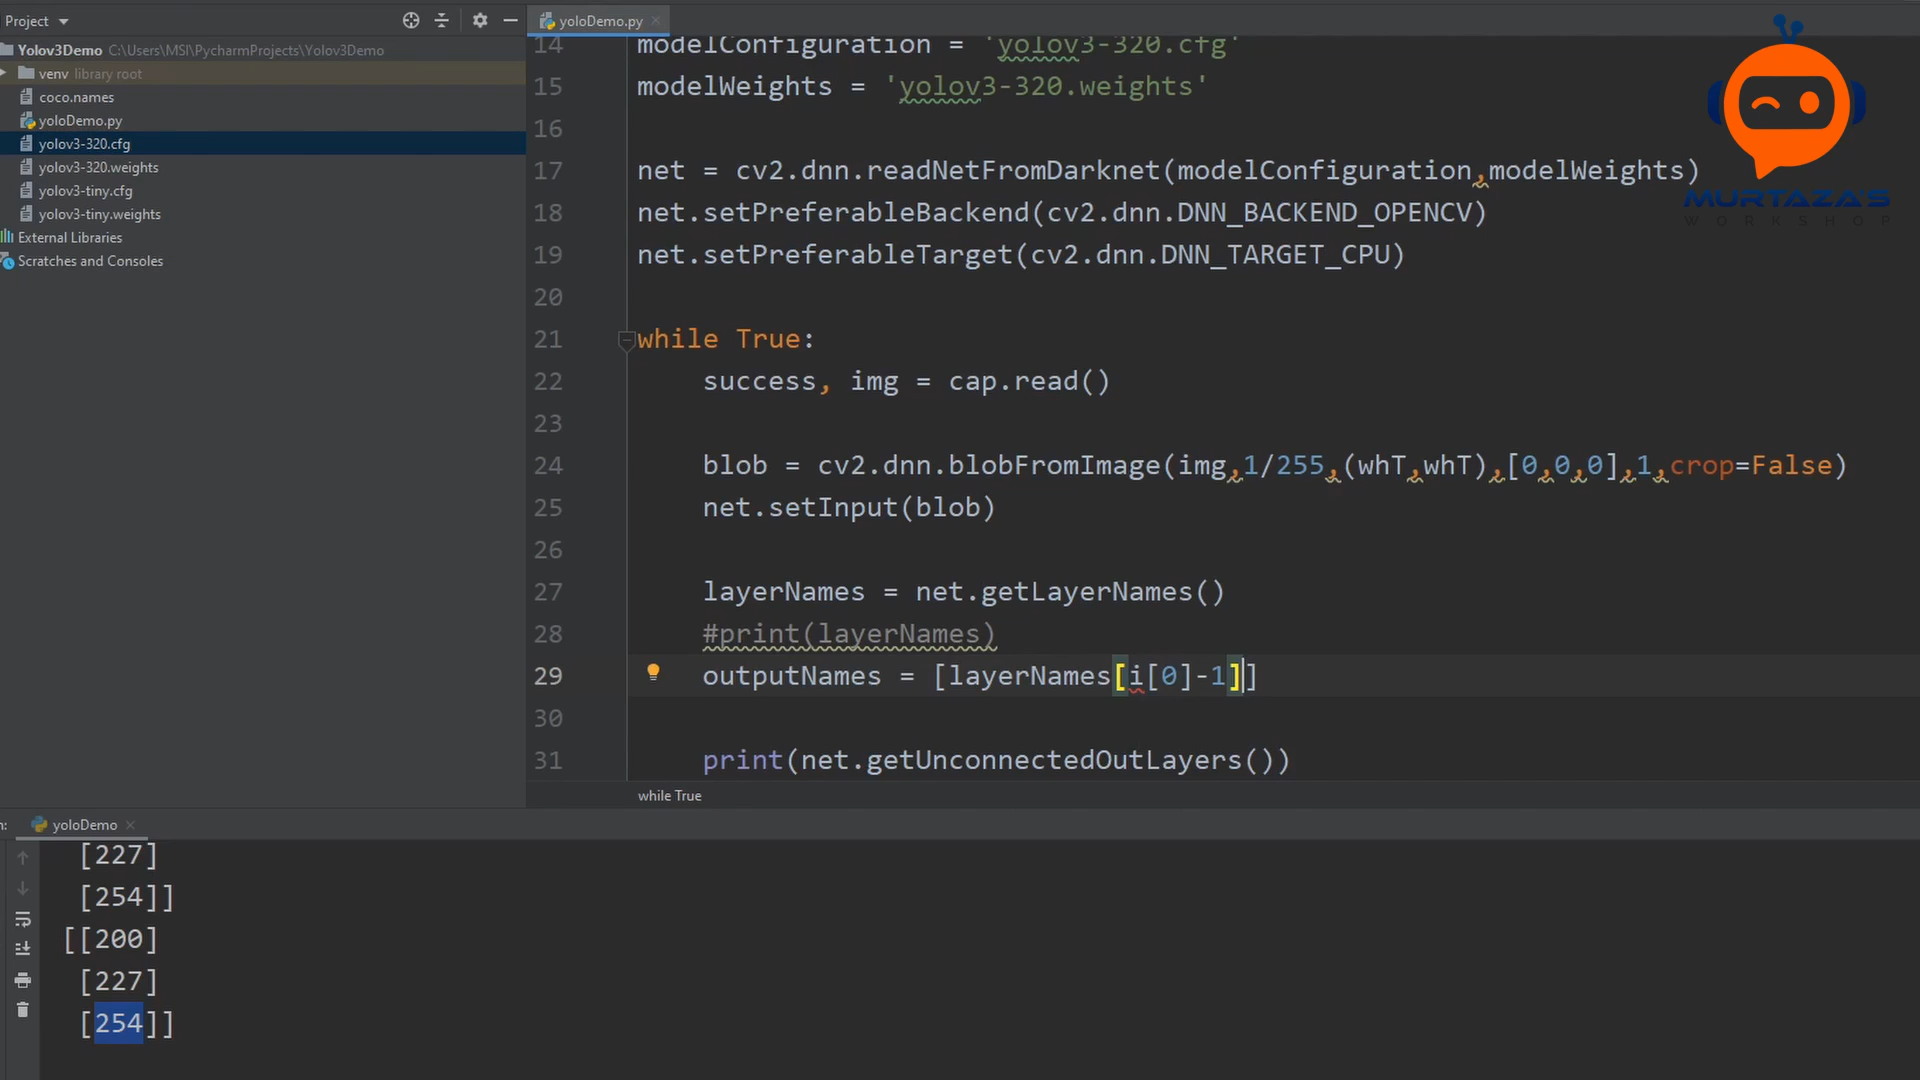 Project
Yolov3Demo C:\Users\MSI\PycharmProjects\Yolov3Demo
venv library root
coco.names
yoloDemo.py
yolov3-320.cfg
yolov3-320.weights
yolov3-tiny.cfg
yolov3-tiny.weights
External Libraries
Scratches and Consoles
yoloDemo.py
14 modelConfiguration = 'yolov3-320.cfg'
15 modelWeights = 'yolov3-320.weights'
16
17 net = cv2.dnn.readNetFromDarknet(modelConfiguration,modelWeights)
18 net.setPreferableBackend(cv2.dnn.DNN_BACKEND_OPENCV)
19 net.setPreferableTarget(cv2.dnn.DNN_TARGET_CPU)
20
21 while True:
22 success, img = cap.read()
23
24 blob = cv2.dnn.blobFromImage(img,1/255,(whT,whT),[0,0,0],1,crop=False)
25 net.setInput(blob)
26
27 layerNames = net.getLayerNames()
28 #print(layerNames)
29 outputNames = [layerNames[i[0]-1]]
30
31 print(net.getUnconnectedOutLayers())
while True
MURTAZA'S
WORKSHOP
yoloDemo
[227]
[254]]
[[200]
[227]
[254]]